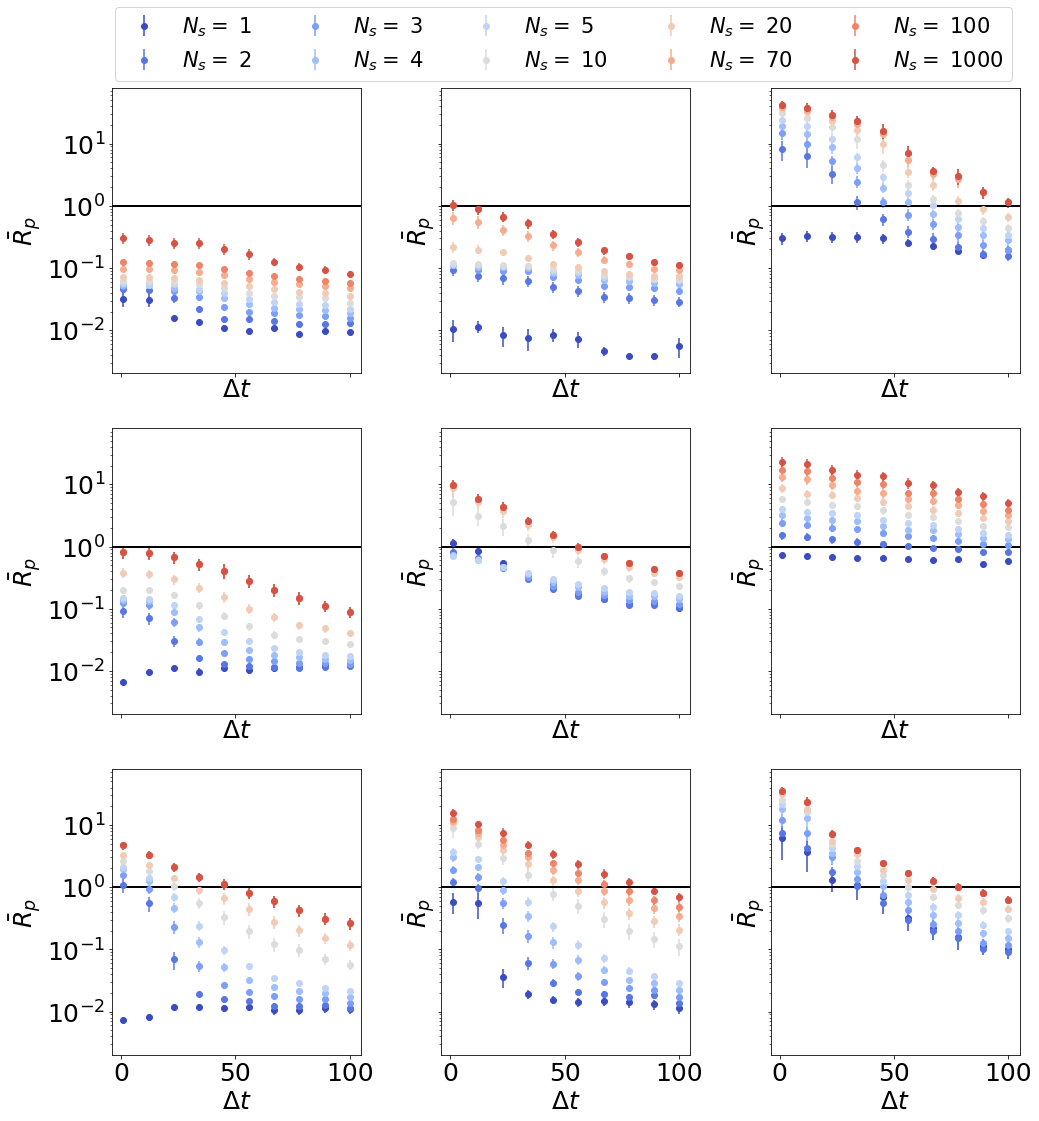 N_s = 1 N_s = 3 N_s = 5 N_s = 20 N_s = 100
N_s = 2 N_s = 4 N_s = 10 N_s = 70 N_s = 1000
10^1
10^0
10^-1
10^-2
R̄_p R̄_p R̄_p
Δt Δt Δt
10^1
10^0
10^-1
10^-2
R̄_p R̄_p R̄_p
Δt Δt Δt
10^1
10^0
10^-1
10^-2
R̄_p R̄_p R̄_p
0 50 100 0 50 100 0 50 100
Δt Δt Δt